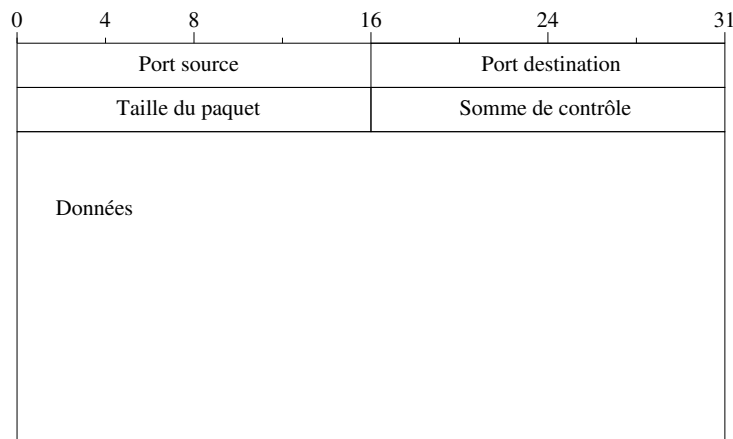 0 4 8 16 24 31
Port source Port destination
Taille du paquet Somme de contrôle
Données